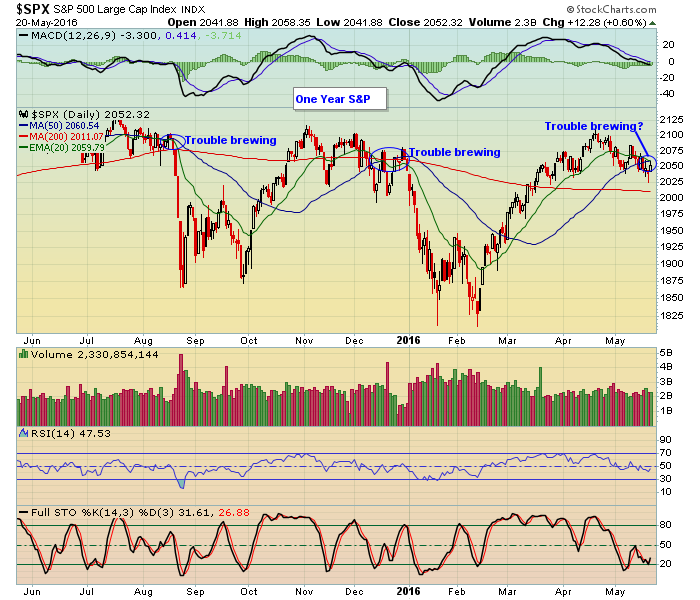 $SPX S&P 500 Large Cap Index INDX © StockCharts.com
20-May-2016 Open 2041.88 High 2058.35 Low 2041.88 Close 2052.32 Volume 2.3B Chg +12.28 (+0.60%)
MACD(12,26,9) -3.300, 0.414, -3.714
20
0
-20
-40
One Year S&P
$SPX (Daily) 2052.32
MA(50) 2060.54
MA(200) 2011.07
EMA(20) 2059.79
Trouble brewing
Trouble brewing
Trouble brewing?
2125
2100
2075
2050
2025
2000
1975
1950
1925
1900
1875
1850
1825
Jun Jul Aug Sep Oct Nov Dec 2016 Feb Mar Apr May
Volume 2,330,854,144
5B
4B
3B
2B
1B
RSI(14) 47.53
90
70
50
30
10
Full STO %K(14,3) %D(3) 31.61, 26.88
80
50
20
Jun Jul Aug Sep Oct Nov Dec 2016 Feb Mar Apr May